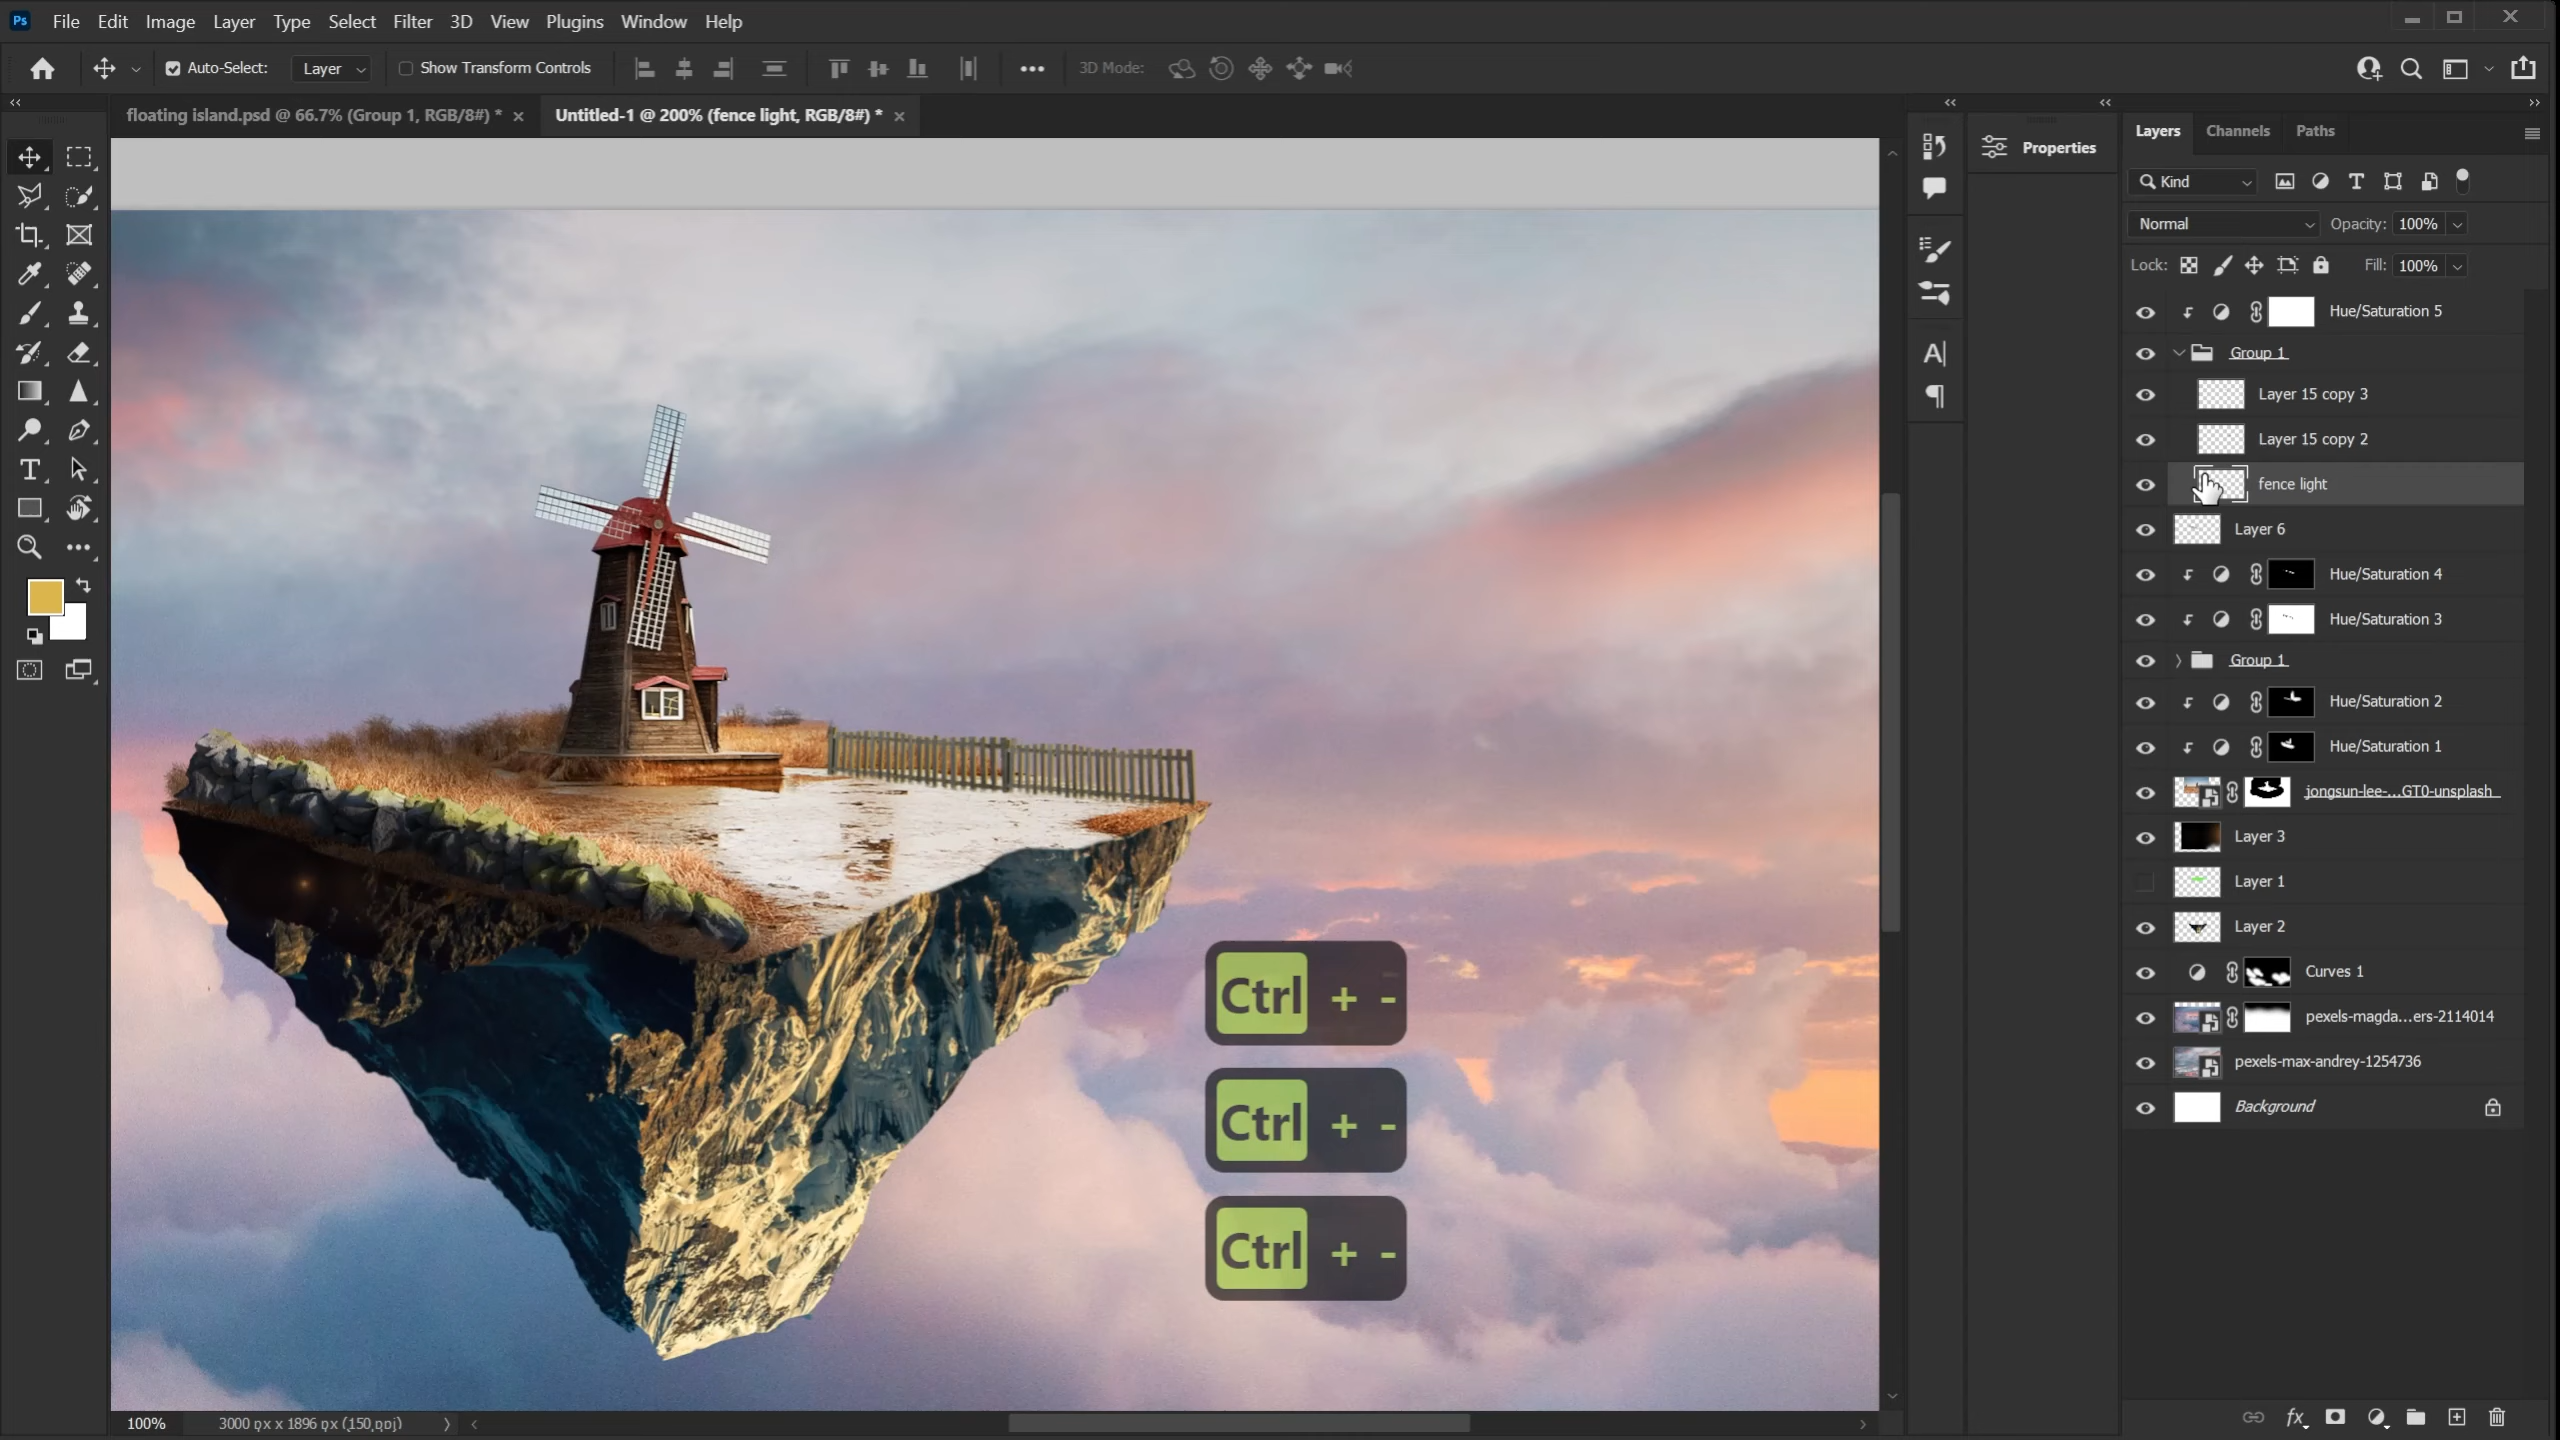 Ps File Edit Image Layer Type Select Filter 3D View Plugins Window Help
Auto-Select: Layer Show Transform Controls 3D Mode:
floating island.psd @ 66.7% (Group 1, RGB/8#) *
Untitled-1 @ 200% (fence light, RGB/8#) *
Properties
Layers Channels Paths
Kind
Normal Opacity: 100%
Lock: Fill: 100%
Hue/Saturation 5
Group 1
Layer 15 copy 3
Layer 15 copy 2
fence light
Layer 6
Hue/Saturation 4
Hue/Saturation 3
Group 1
Hue/Saturation 2
Hue/Saturation 1
jongsun-lee-...GT0-unsplash
Layer 3
Layer 1
Layer 2
Curves 1
pexels-magda...ers-2114014
pexels-max-andrey-1254736
Background
Ctrl + -
Ctrl + -
Ctrl + -
100% 3000 px x 1896 px (150 ppi)